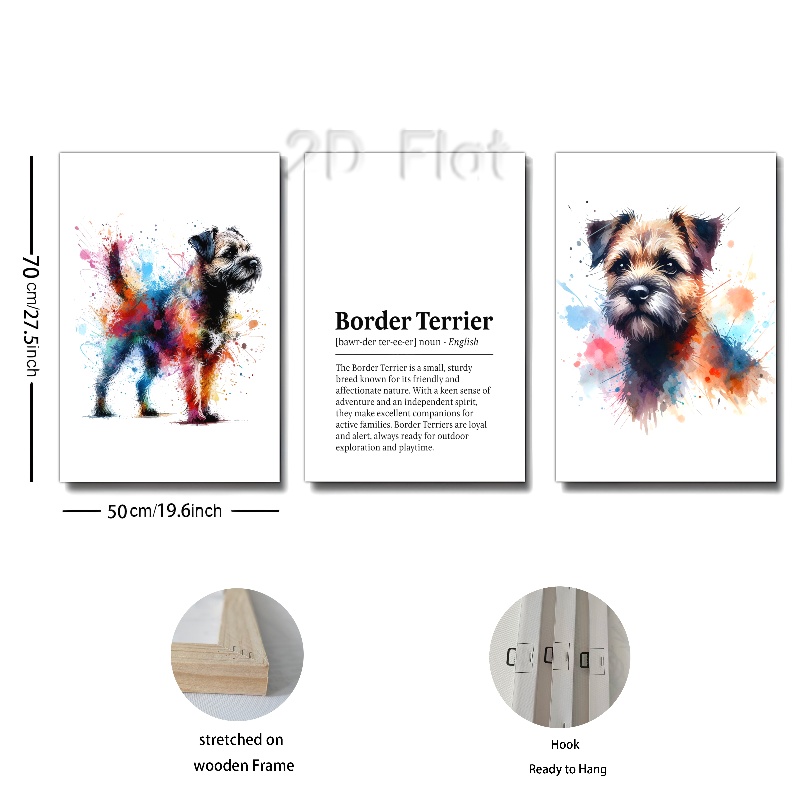 2D Flat
70 cm/27.5inch
Border Terrier
[bawr-der ter-ee-er] noun - English
The Border Terrier is a small, sturdy
breed known for its friendly and
affectionate nature. With a keen sense of
adventure and an independent spirit,
they make excellent companions for
active families. Border Terriers are loyal
and alert, always ready for outdoor
exploration and playtime.
50cm/19.6inch
stretched on
wooden Frame
Hook
Ready to Hang